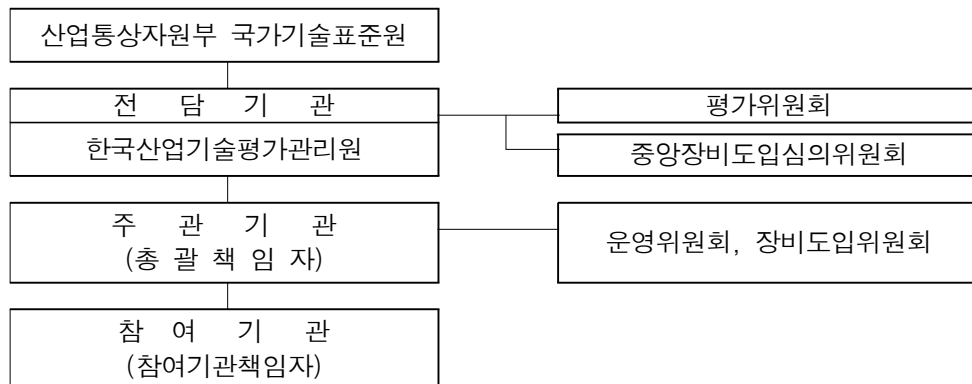 산업통상자원부 국가기술표준원
전 담 기 관
평가위원회
한국산업기술평가관리원
중앙장비도입심의위원회
주 관 기 관
(총 괄 책 임 자)
운영위원회, 장비도입위원회
참 여 기 관
(참여기관책임자)